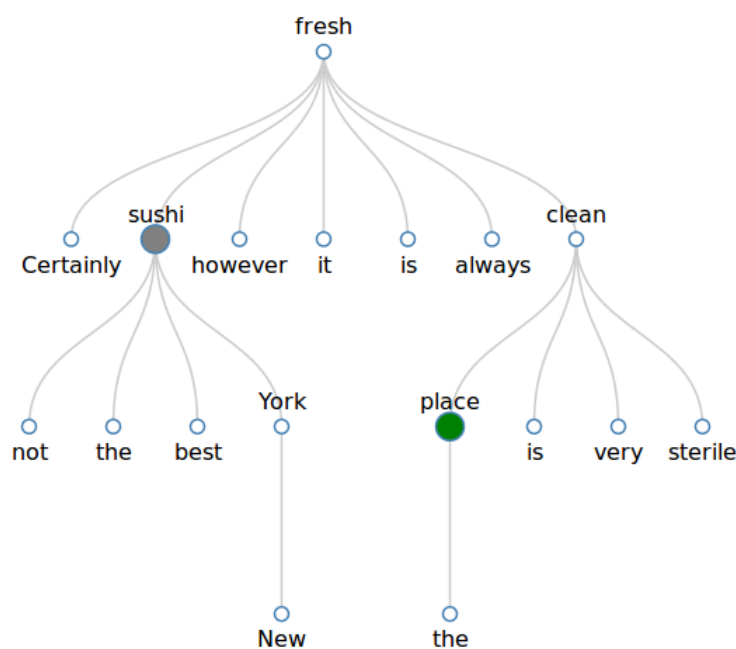 fresh
sushi clean
Certainly however it is always
York place
not the best is very sterile
New the